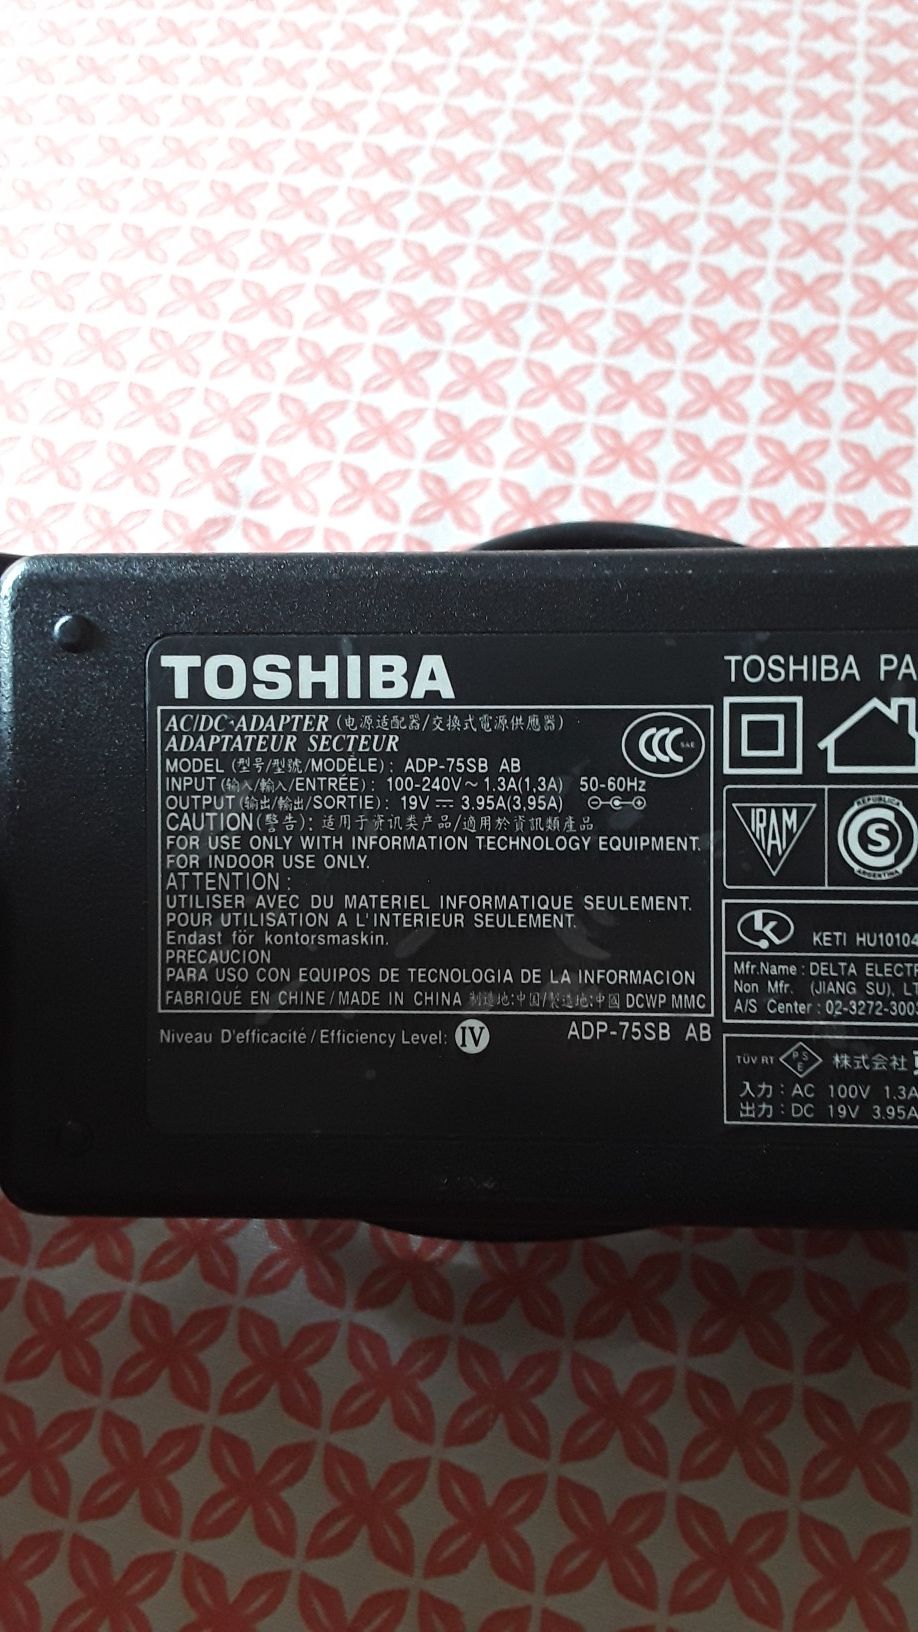 TOSHIBA
AC/DC ADAPTER (电源适配器/交換式電源供應器)
ADAPTATEUR SECTEUR
MODEL (型号/型號/MODÈLE) : ADP-75SB AB
INPUT (输入/輸入/ENTRÉE) : 100-240V ~ 1.3A(1,3A) 50-60Hz
OUTPUT (输出/輸出/SORTIE) : 19V ⎓ 3.95A(3,95A)
CAUTION (警告) : 适用于资讯类产品/適用於資訊類產品
FOR USE ONLY WITH INFORMATION TECHNOLOGY EQUIPMENT.
FOR INDOOR USE ONLY.
ATTENTION :
UTILISER AVEC DU MATERIEL INFORMATIQUE SEULEMENT.
POUR UTILISATION A L'INTERIEUR SEULEMENT.
Endast för kontorsmaskin.
PRECAUCION
PARA USO CON EQUIPOS DE TECNOLOGIA DE LA INFORMACION
FABRIQUÉ EN CHINE / MADE IN CHINA 制造地:中国/製造地:中國 DCWP MMC
Niveau D'efficacité / Efficiency Level: IV
ADP-75SB AB
CCC S&E
TOSHIBA PA
IRAM
REPUBLICA
S
ARGENTINA
K
KETI HU10104
Mfr.Name : DELTA ELECTR
Non Mfr. (JIANG SU), LT
A/S Center : 02-3272-300
TÜV RT PSE 株式会社
入力 : AC 100V 1.3A
出力 : DC 19V 3.95A